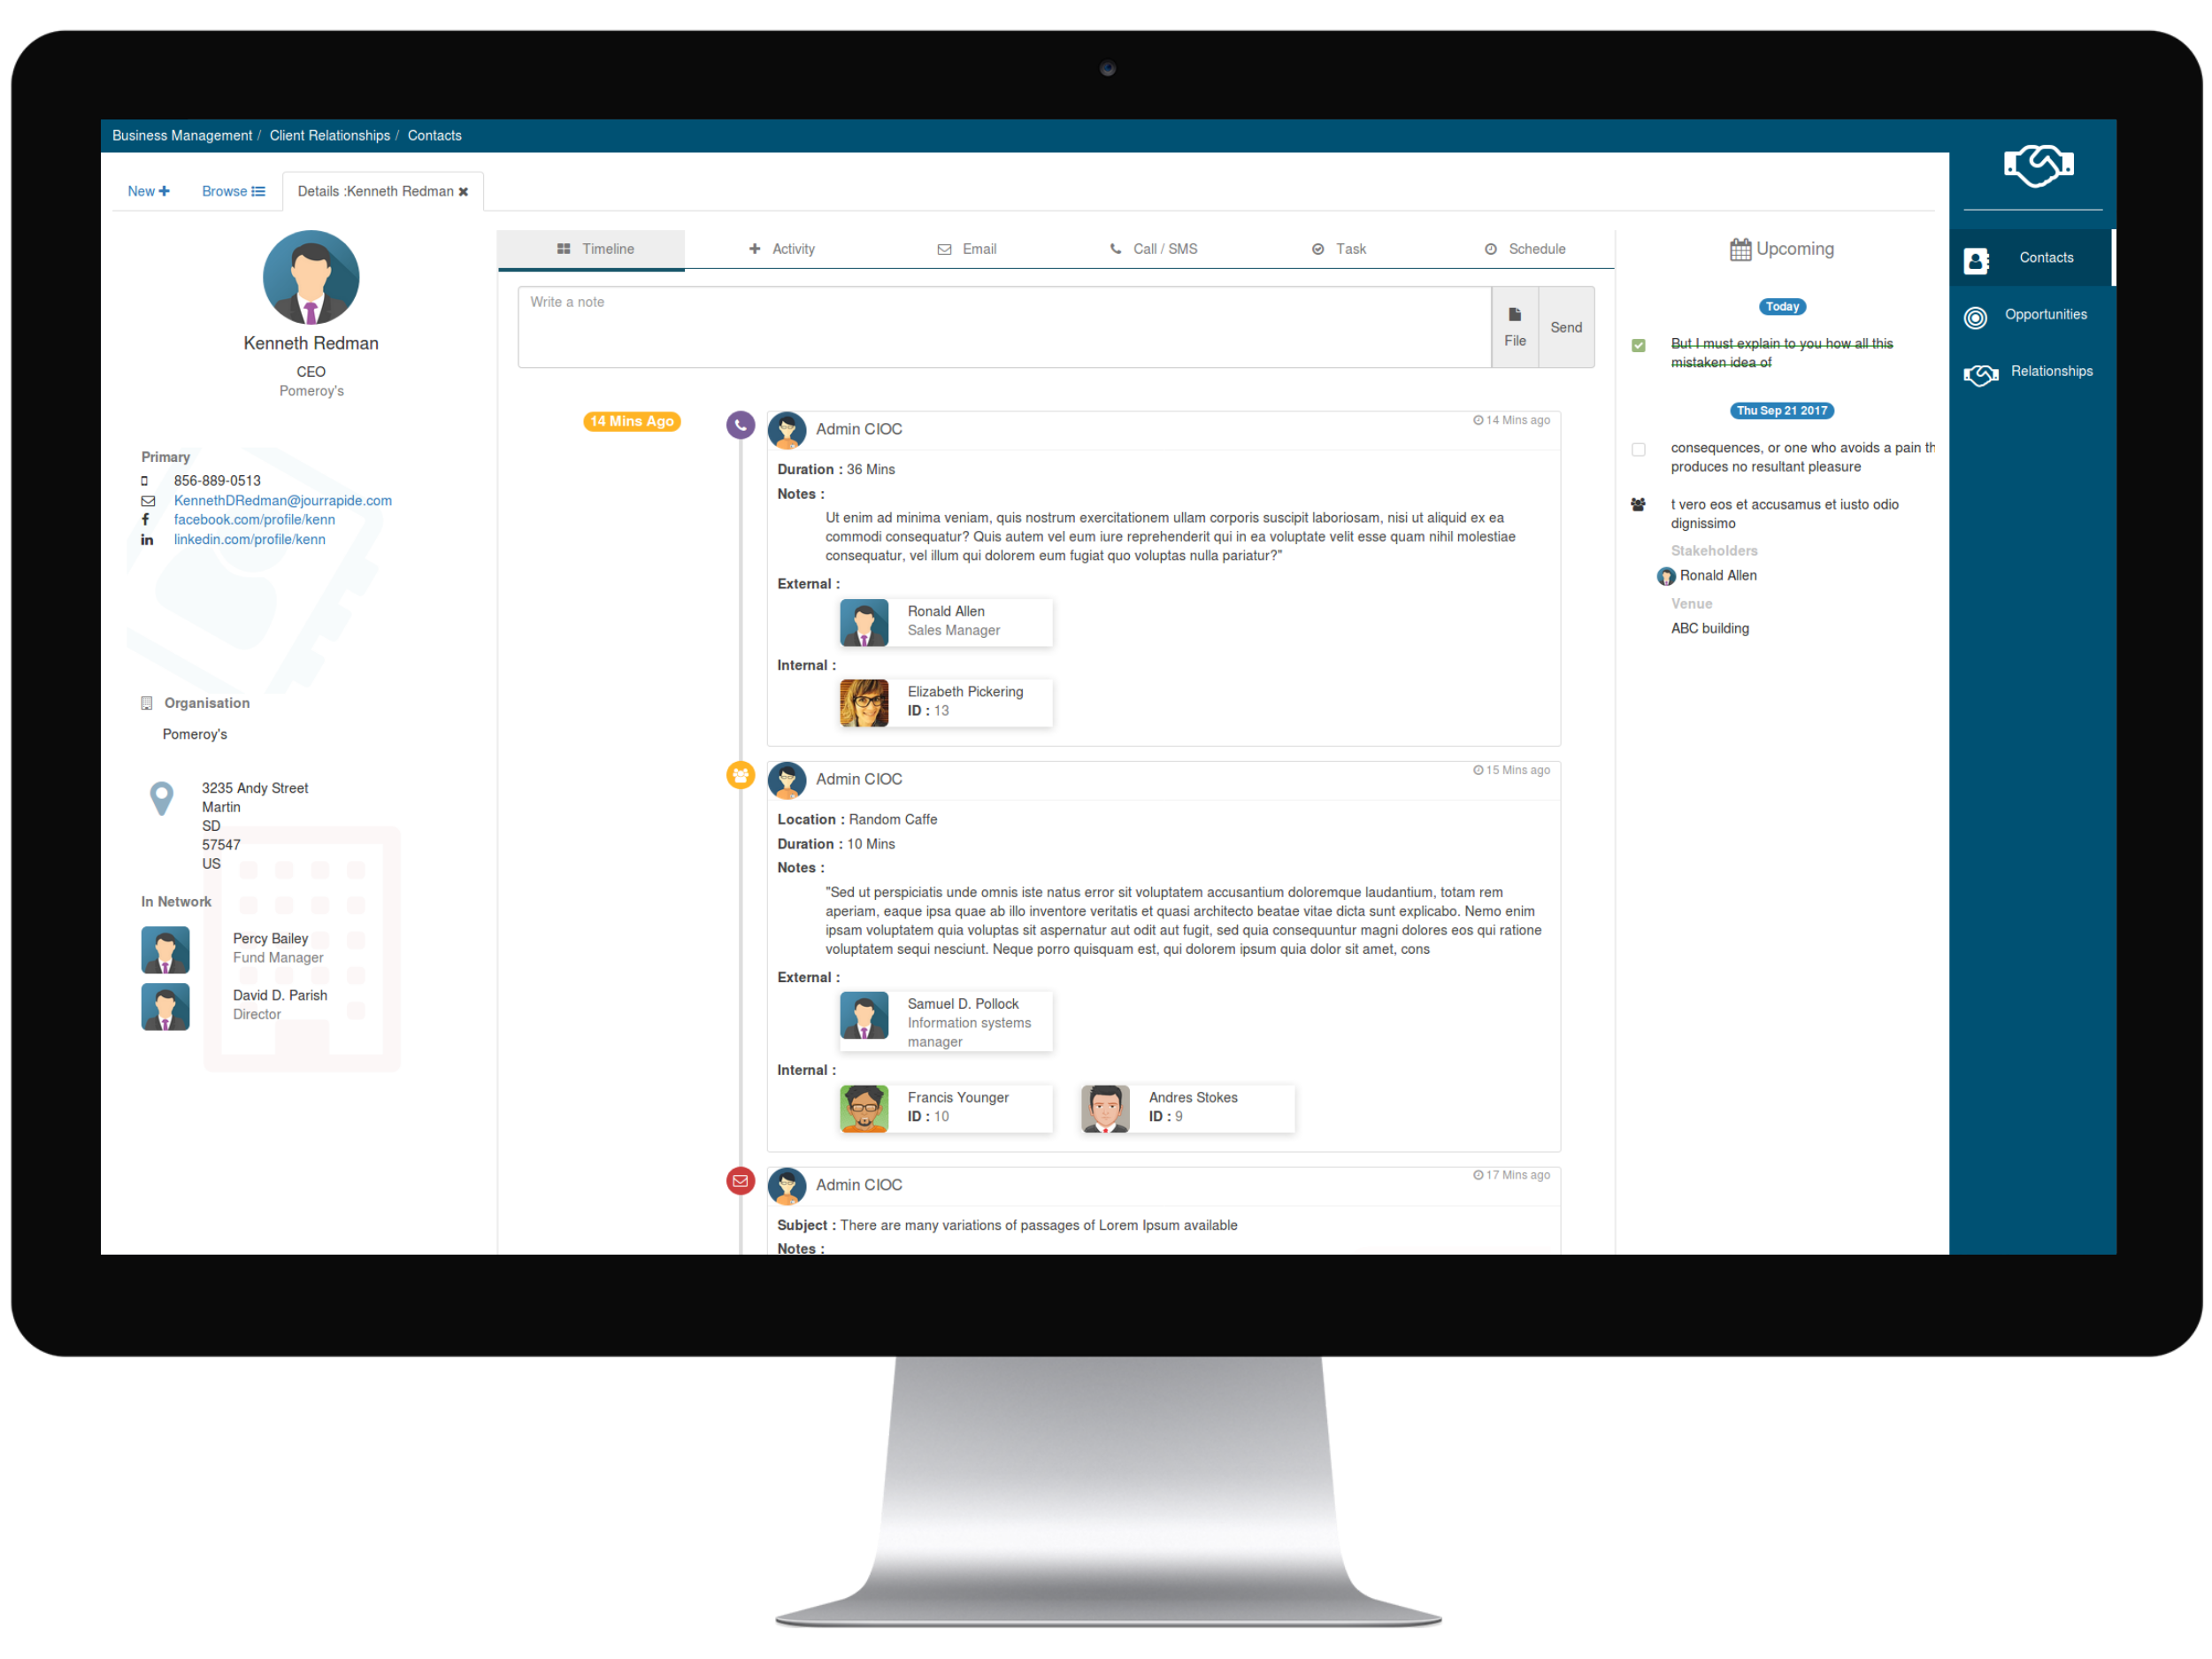 Business Management / Client Relationships / Contacts
New
Browse
Details :Kenneth Redman
Kenneth Redman
CEO
Pomeroy's
Primary
856-889-0513
KennethDRedman@jourrapide.com
facebook.com/profile/kenn
linkedin.com/profile/kenn
Organisation
Pomeroy's
3235 Andy Street
Martin
SD
57547
US
In Network
Percy Bailey
Fund Manager
David D. Parish
Director
Timeline
Activity
Email
Call / SMS
Task
Schedule
Write a note
File
Send
14 Mins Ago
Admin CIOC
14 Mins ago
Duration : 36 Mins
Notes :
Ut enim ad minima veniam, quis nostrum exercitationem ullam corporis suscipit laboriosam, nisi ut aliquid ex ea
commodi consequatur? Quis autem vel eum iure reprehenderit qui in ea voluptate velit esse quam nihil molestiae
consequatur, vel illum qui dolorem eum fugiat quo voluptas nulla pariatur?"
External :
Ronald Allen
Sales Manager
Internal :
Elizabeth Pickering
ID : 13
Admin CIOC
15 Mins ago
Location : Random Caffe
Duration : 10 Mins
Notes :
"Sed ut perspiciatis unde omnis iste natus error sit voluptatem accusantium doloremque laudantium, totam rem
aperiam, eaque ipsa quae ab illo inventore veritatis et quasi architecto beatae vitae dicta sunt explicabo. Nemo enim
ipsam voluptatem quia voluptas sit aspernatur aut odit aut fugit, sed quia consequuntur magni dolores eos qui ratione
voluptatem sequi nesciunt. Neque porro quisquam est, qui dolorem ipsum quia dolor sit amet, cons
External :
Samuel D. Pollock
Information systems
manager
Internal :
Francis Younger
ID : 10
Andres Stokes
ID : 9
Admin CIOC
17 Mins ago
Subject : There are many variations of passages of Lorem Ipsum available
Notes :
Upcoming
Today
But I must explain to you how all this
mistaken idea of
Thu Sep 21 2017
consequences, or one who avoids a pain th
produces no resultant pleasure
t vero eos et accusamus et iusto odio
dignissimo
Stakeholders
Ronald Allen
Venue
ABC building
Contacts
Opportunities
Relationships